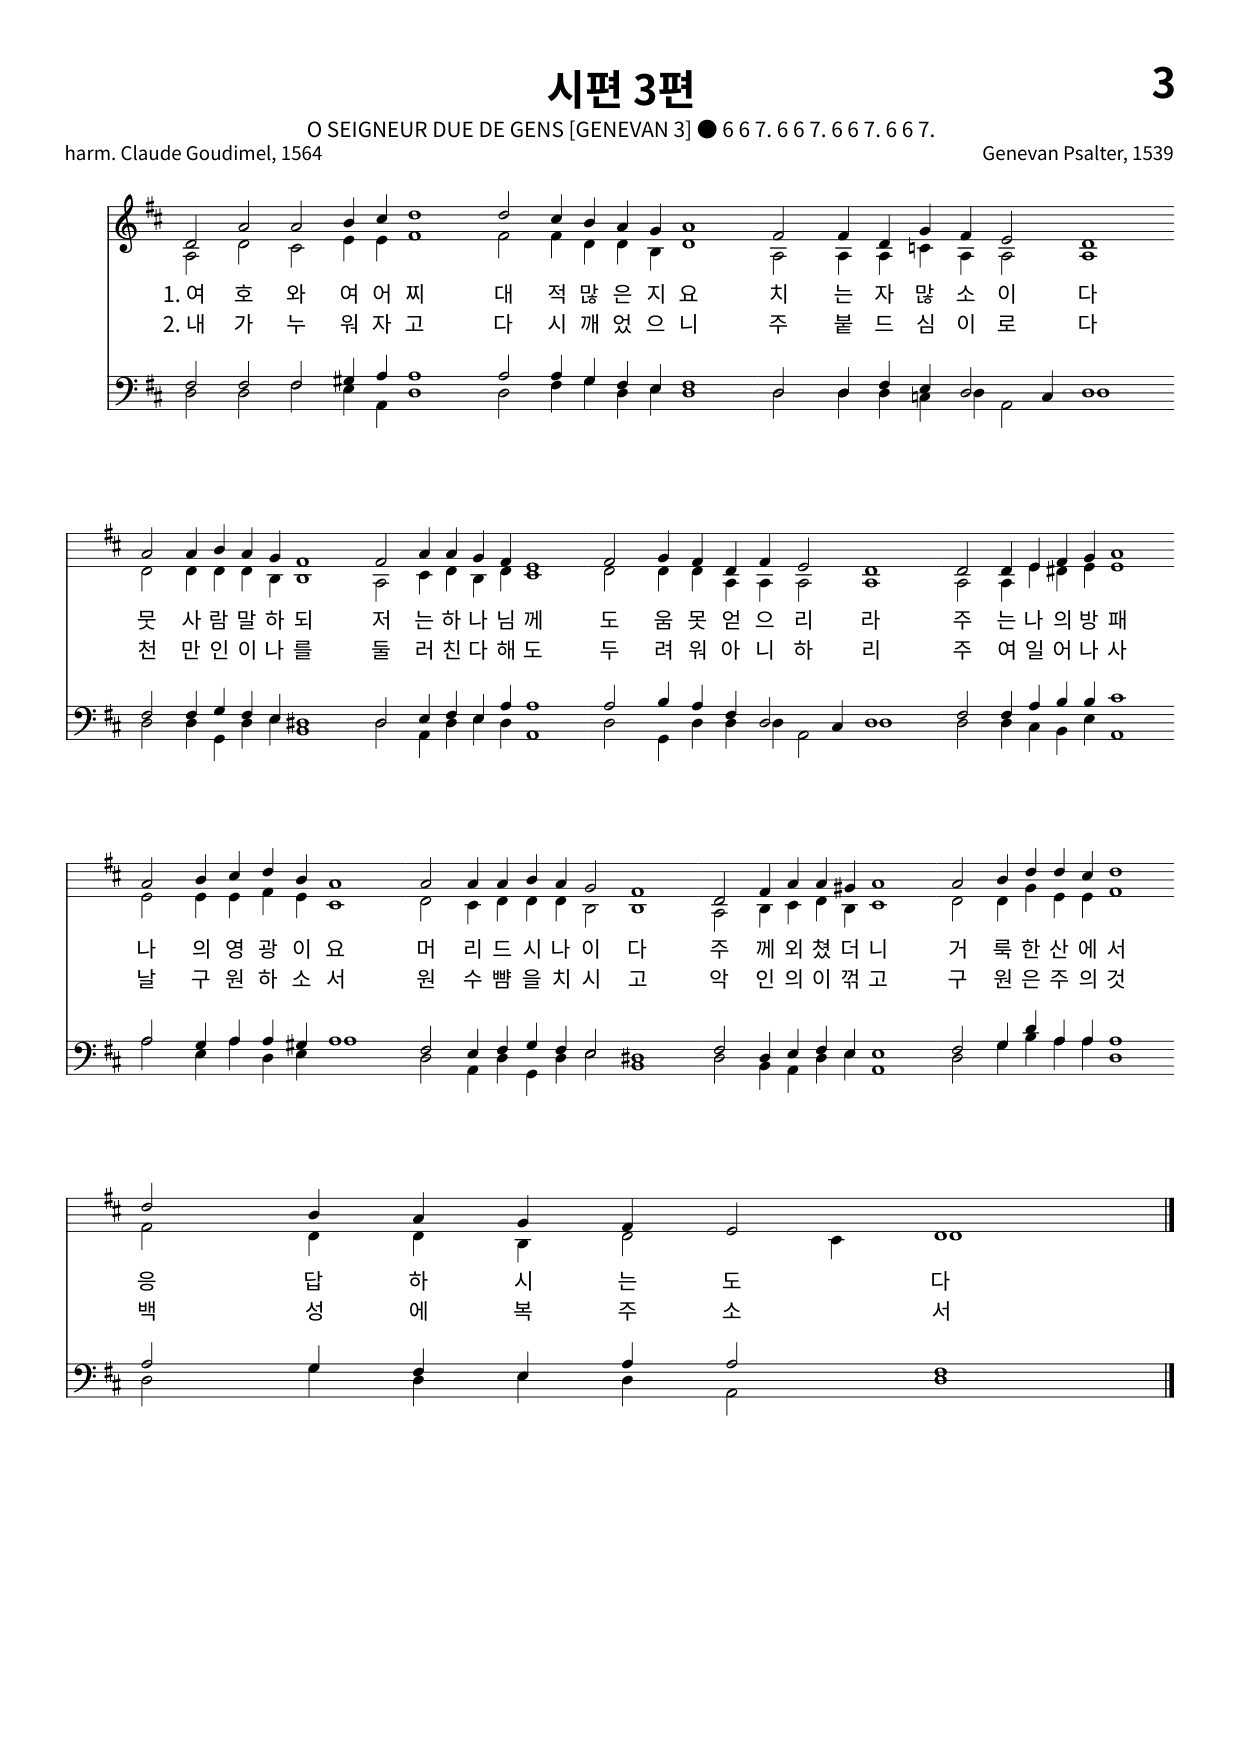 시편 3편
3
O SEIGNEUR DUE DE GENS [GENEVAN 3] ● 6 6 7. 6 6 7. 6 6 7. 6 6 7.
harm. Claude Goudimel, 1564
Genevan Psalter, 1539
1. 여 호 와 여 어 찌 대 적 많 은 지 요 치 는 자 많 소 이 다
2. 내 가 누 워 자 고 다 시 깨 었 으 니 주 붙 드 심 이 로 다
뭇 사 람 말 하 되 저 는 하 나 님 께 도 움 못 얻 으 리 라 주 는 나 의 방 패
천 만 인 이 나 를 둘 러 친 다 해 도 두 려 워 아 니 하 리 주 여 일 어 나 사
나 의 영 광 이 요 머 리 드 시 나 이 다 주 께 외 쳤 더 니 거 룩 한 산 에 서
날 구 원 하 소 서 원 수 뺨 을 치 시 고 악 인 의 이 꺾 고 구 원 은 주 의 것
응 답 하 시 는 도 다
백 성 에 복 주 소 서